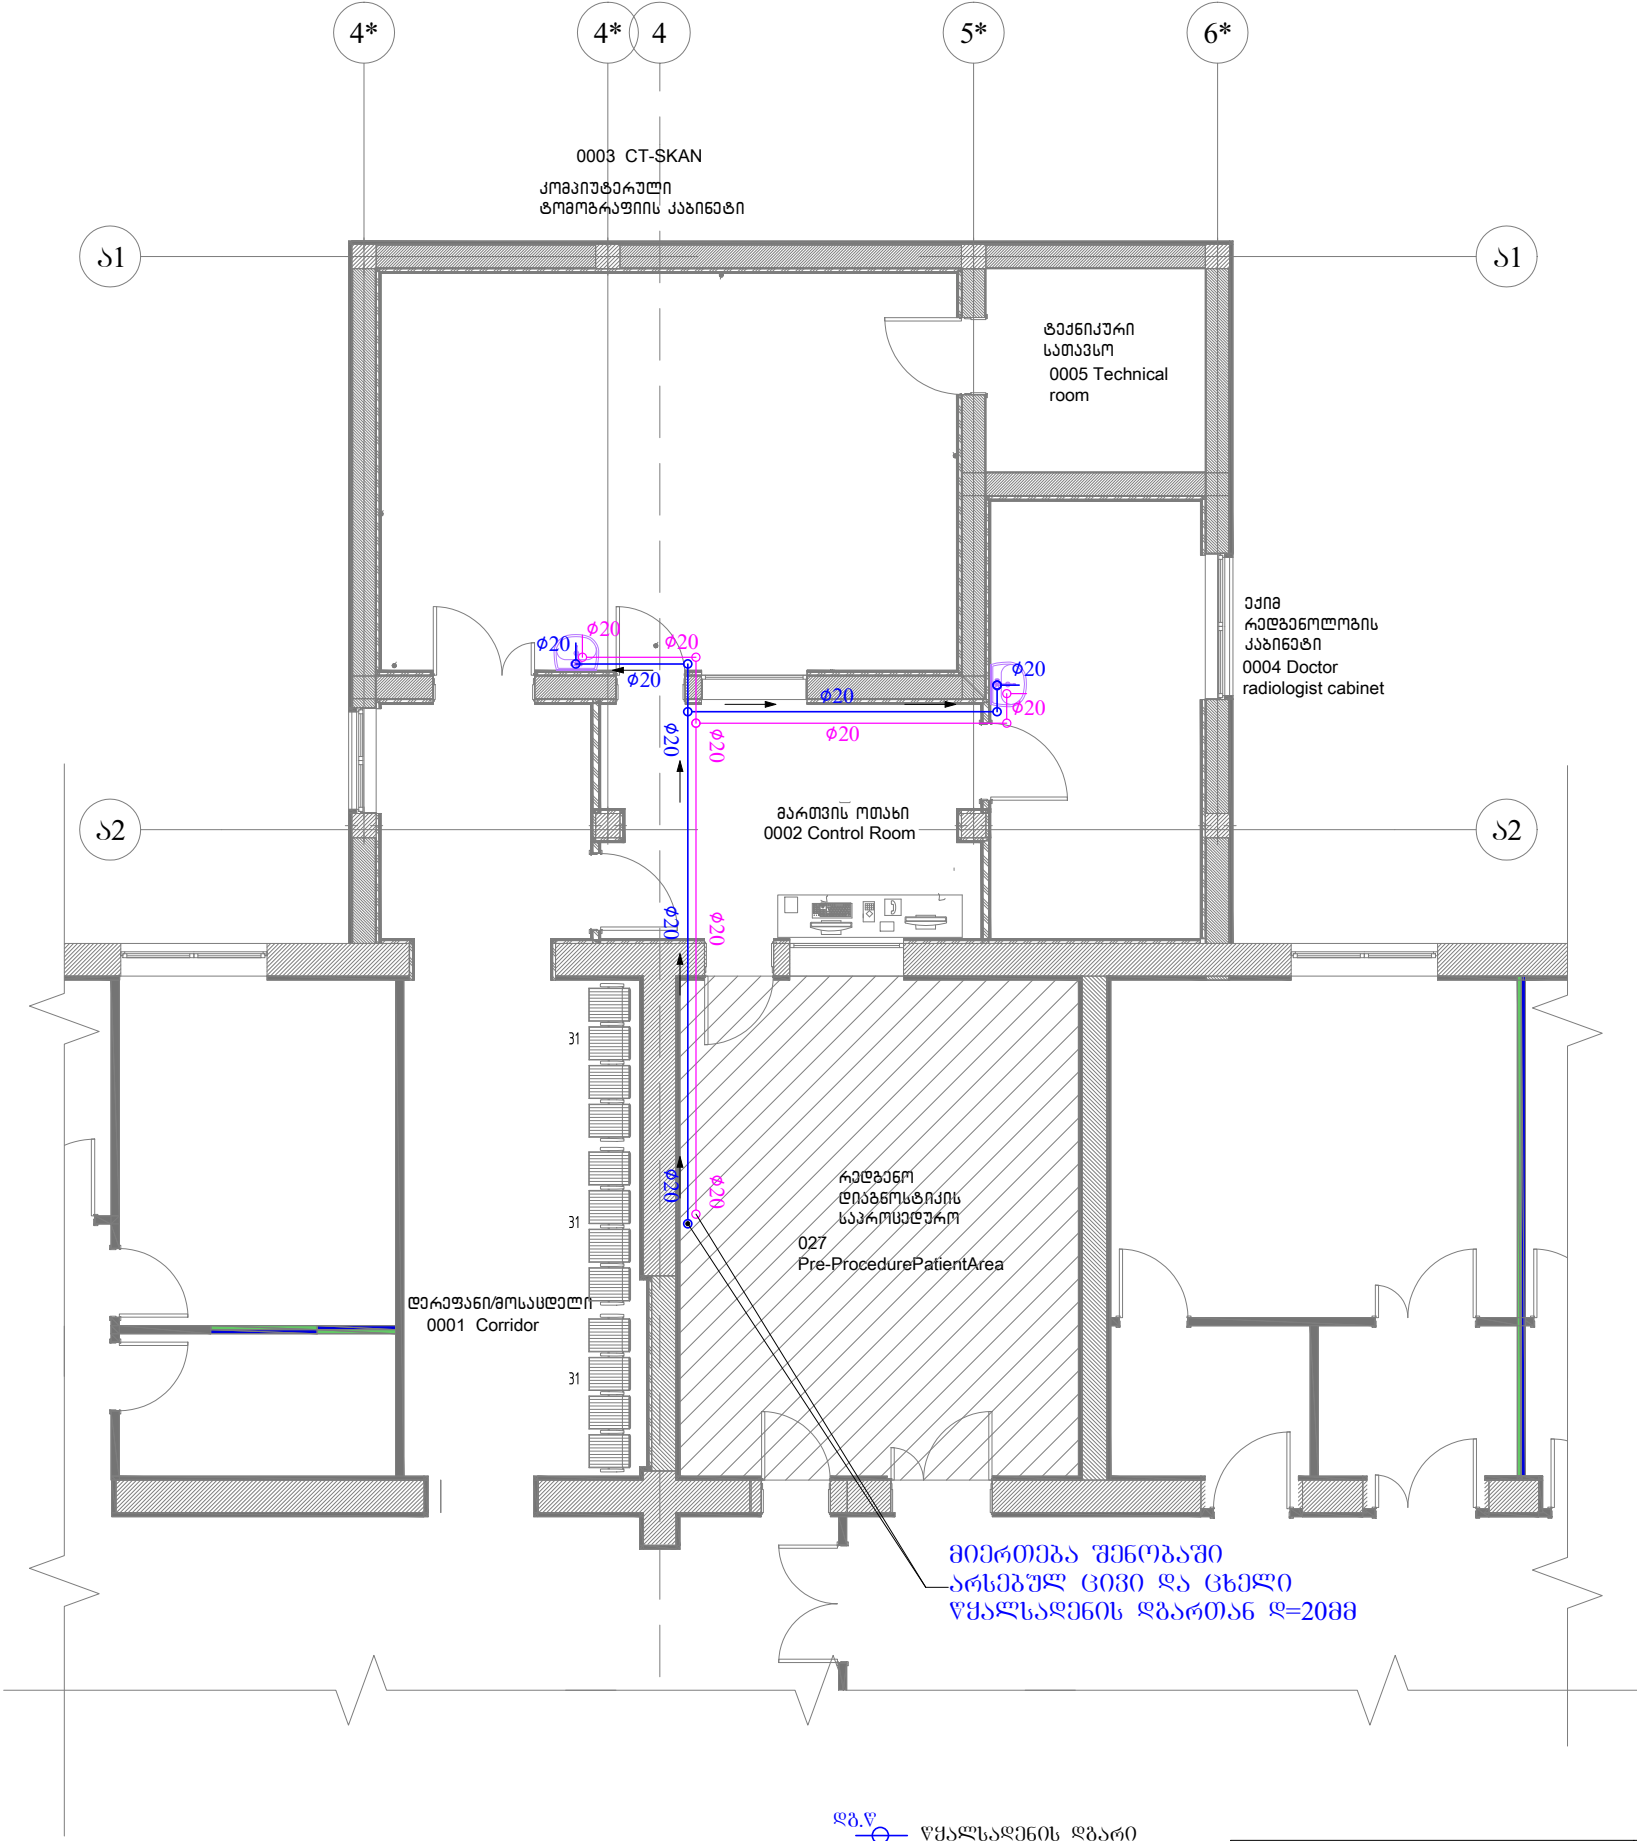 4*
4*
4
5*
6*
0003 CT-SKAN
კომპიუტერული
ტომოგრაფიის კაბინეტი
ა1
ა1
ტექნიკური
სათავსო
0005 Technical
room
ექიმ
რედგენოლოგის
კაბინეტი
0004 Doctor
radiologist cabinet
ø20
ø20
ø20
ø20
ø20
ø20
ø20
ø20
ø20
ø20
მართვის ოთახი
0002 Control Room
ა2
ა2
ø20
ø20
31
31
31
ø20
ø20
რედგენო
დიაგნოსტიკის
საპროცედურო
027
Pre-ProcedurePatientArea
დერეფანი/მოსაცდელი
0001 Corridor
მიერთება შენობაში
არსებულ ცივი და ცხელი
წყალსადენის დგართან დ=20მმ
დგ.წ
წყალსადენის დგარი